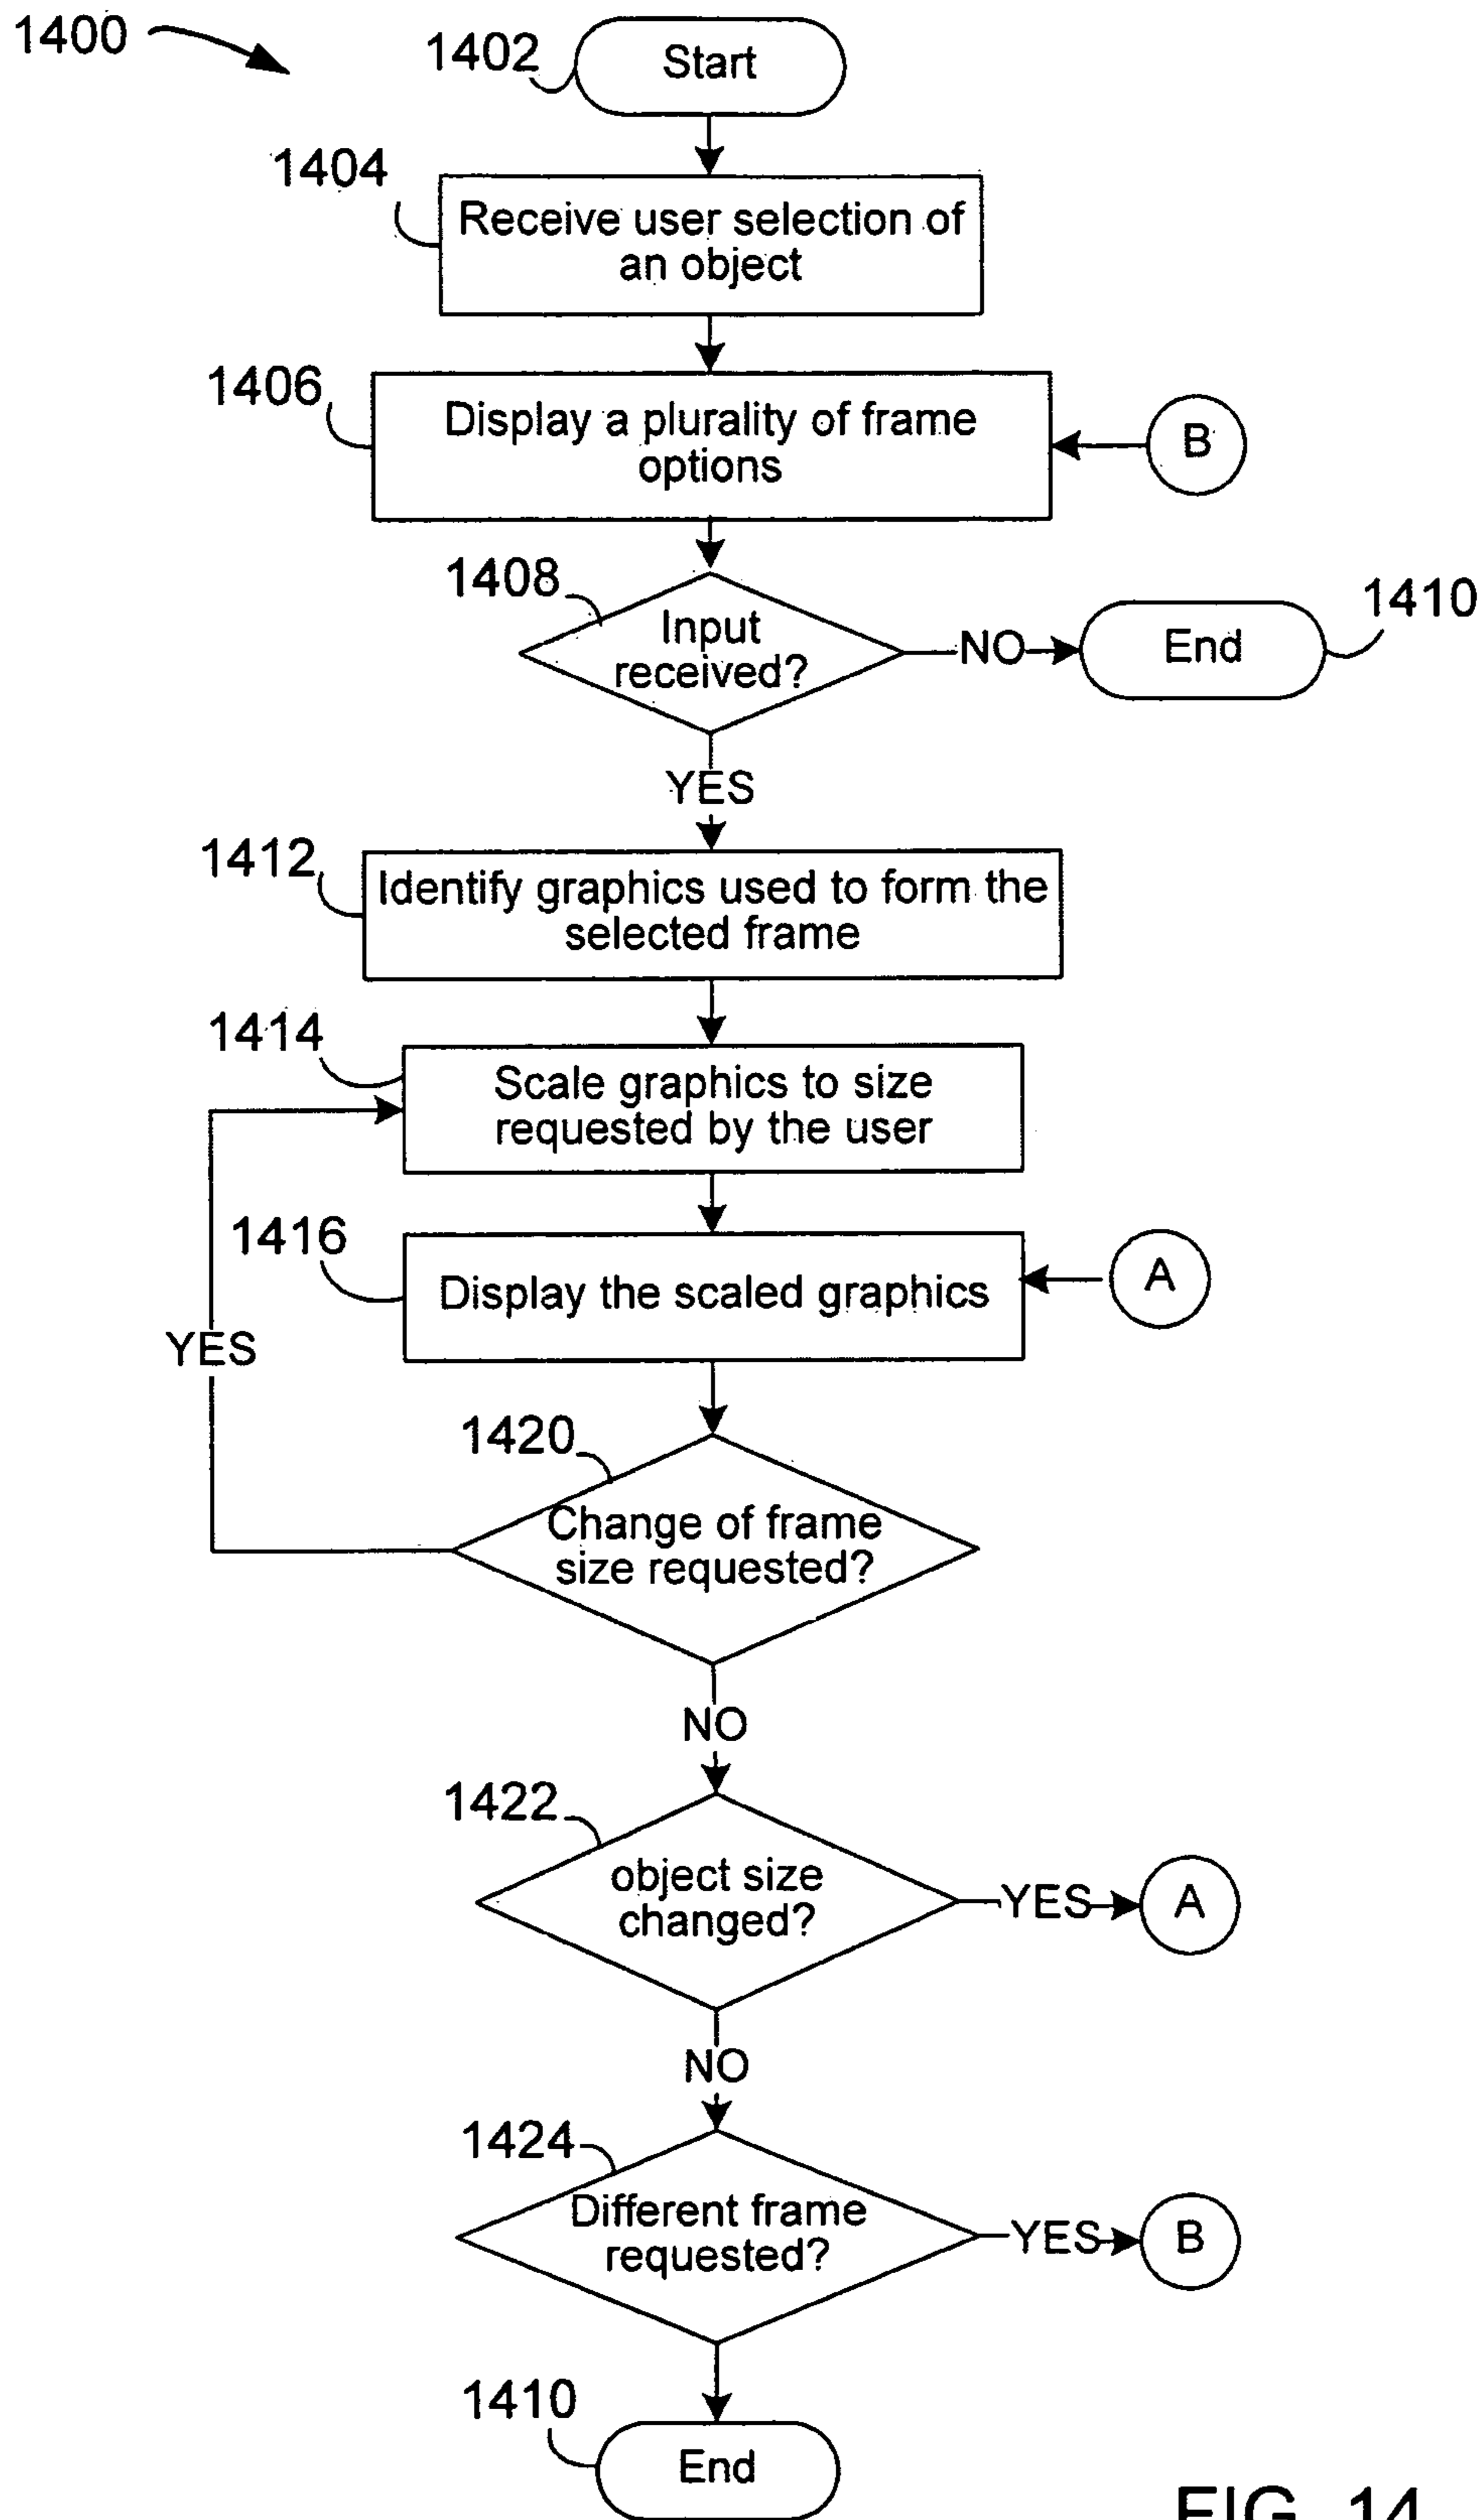 1400
1402
Start
1404
Receive user selection of
an object
1406
Display a plurality of frame
options
B
1408
Input
received?
NO
End
1410
YES
1412
Identify graphics used to form the
selected frame
1414
Scale graphics to size
requested by the user
1416
Display the scaled graphics
A
YES
1420
Change of frame
size requested?
NO
1422
object size
changed?
YES
A
NO
1424
Different frame
requested?
YES
B
1410
End
FIG. 14